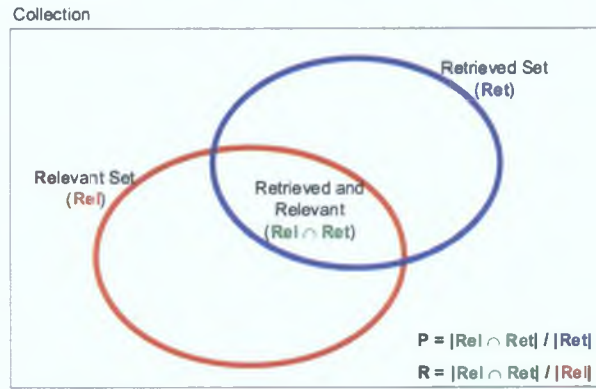 Collection
Retrieved Set
(Ret)
Relevant Set
(Rel)
Retrieved and
Relevant
(Rel ∩ Ret)
P = |Rel ∩ Ret| / |Ret|
R = |Rel ∩ Ret| / |Rel|